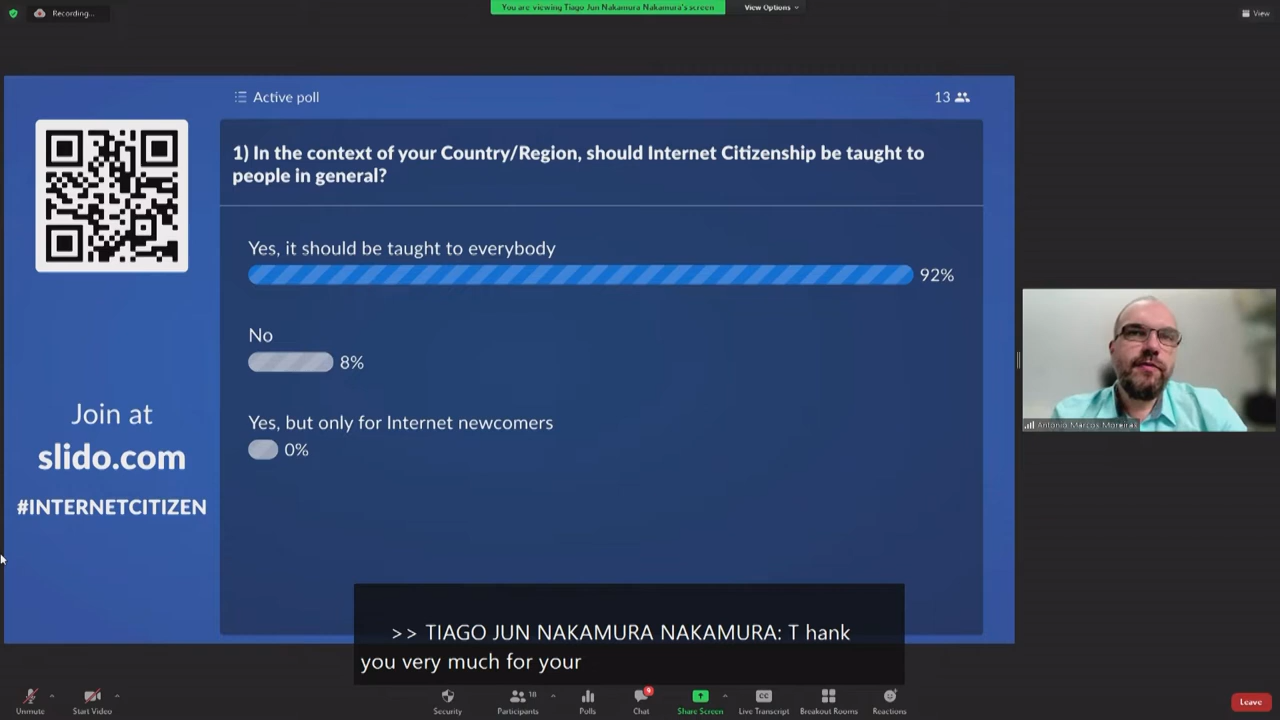 Recording...
You are viewing Tiago Jun Nakamura Nakamura's screen
View Options
View
Active poll
13
1) In the context of your Country/Region, should Internet Citizenship be taught to
people in general?
Yes, it should be taught to everybody
92%
No
8%
Yes, but only for Internet newcomers
0%
Join at
slido.com
#INTERNETCITIZEN
Antonio Marcos Moreiras
>> TIAGO JUN NAKAMURA NAKAMURA: T hank
you very much for your
Unmute
Start Video
Security
18
Participants
Polls
Chat
Share Screen
CC
Live Transcript
Breakout Rooms
Reactions
Leave